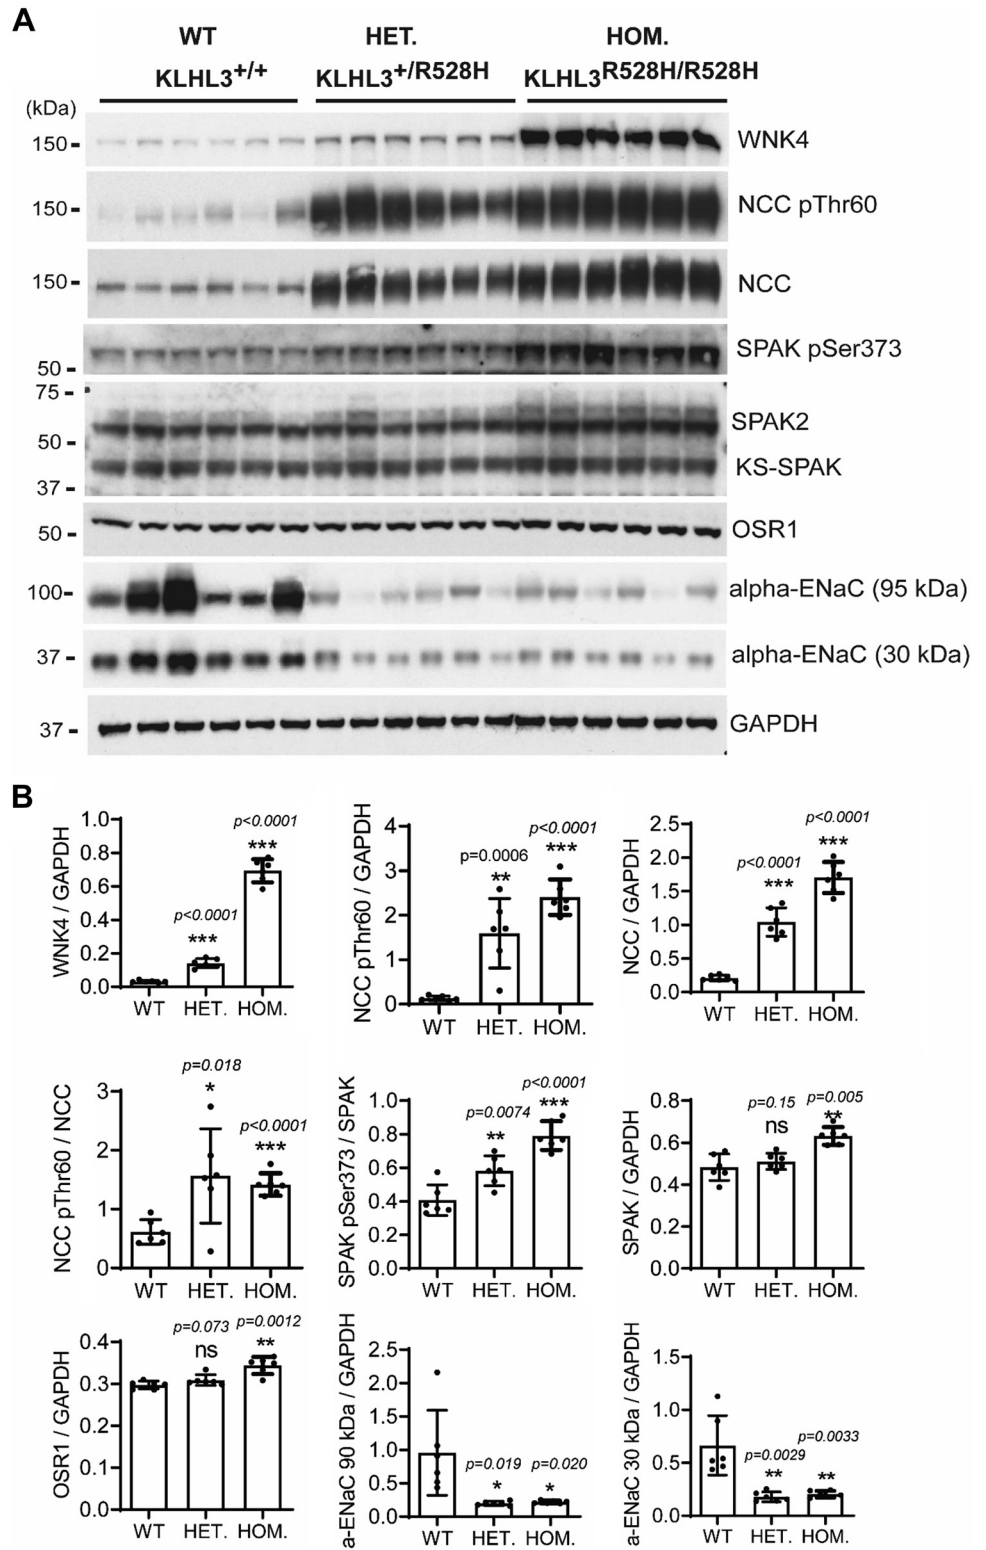 A
WT HET. HOM.
KLHL3+/+ KLHL3+/R528H KLHL3R528H/R528H
(kDa)
150 WNK4
150 NCC pThr60
150 NCC
SPAK pSer373
50
75
SPAK2
50
KS-SPAK
37
50 OSR1
100 alpha-ENaC (95 kDa)
37 alpha-ENaC (30 kDa)
37 GAPDH
B
WNK4 / GAPDH
1.0
0.8
0.6
0.4
0.2
0.0
p<0.0001
***
p<0.0001
***
WT HET. HOM.
NCC pThr60 / GAPDH
4
3
2
1
0
p=0.0006
**
p<0.0001
***
WT HET. HOM.
NCC / GAPDH
2.5
2.0
1.5
1.0
0.5
0.0
p<0.0001
***
p<0.0001
***
WT HET. HOM.
NCC pThr60 / NCC
3
2
1
0
p=0.018
*
p<0.0001
***
WT HET. HOM.
SPAK pSer373 / SPAK
1.0
0.8
0.6
0.4
0.2
0.0
p=0.0074
**
p<0.0001
***
WT HET. HOM.
SPAK / GAPDH
0.8
0.6
0.4
0.2
0.0
p=0.15
ns
p=0.005
**
WT HET. HOM.
OSR1 / GAPDH
0.4
0.3
0.2
0.1
0.0
p=0.073
ns
p=0.0012
**
WT HET. HOM.
a-ENaC 90 kDa / GAPDH
2.5
2.0
1.5
1.0
0.5
0.0
p=0.019
*
p=0.020
*
WT HET. HOM.
a-ENaC 30 kDa / GAPDH
1.5
1.0
0.5
0.0
p=0.0029
**
p=0.0033
**
WT HET. HOM.